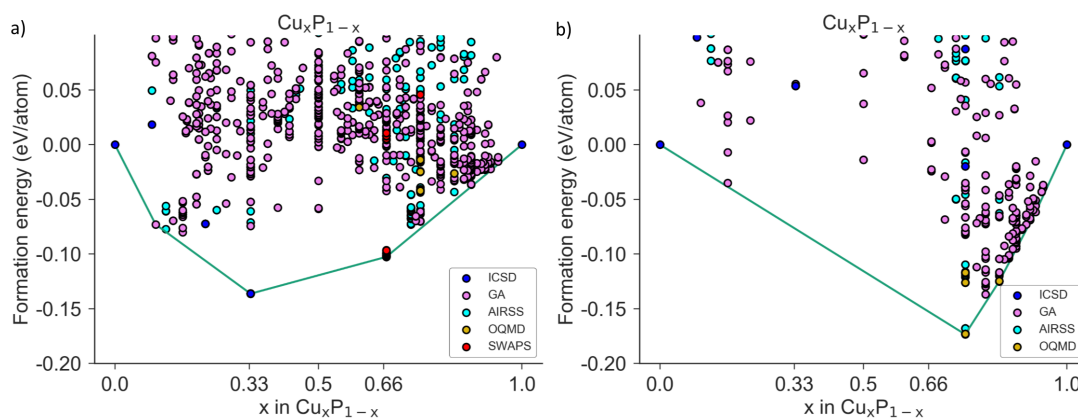 a)
CuₓP₁₋ₓ
Formation energy (eV/atom)
0.05
0.00
-0.05
-0.10
-0.15
-0.20
ICSD
GA
AIRSS
OQMD
SWAPS
0.0 0.33 0.5 0.66 1.0
x in CuₓP₁₋ₓ
b)
CuₓP₁₋ₓ
Formation energy (eV/atom)
0.05
0.00
-0.05
-0.10
-0.15
-0.20
ICSD
GA
AIRSS
OQMD
0.0 0.33 0.5 0.66 1.0
x in CuₓP₁₋ₓ